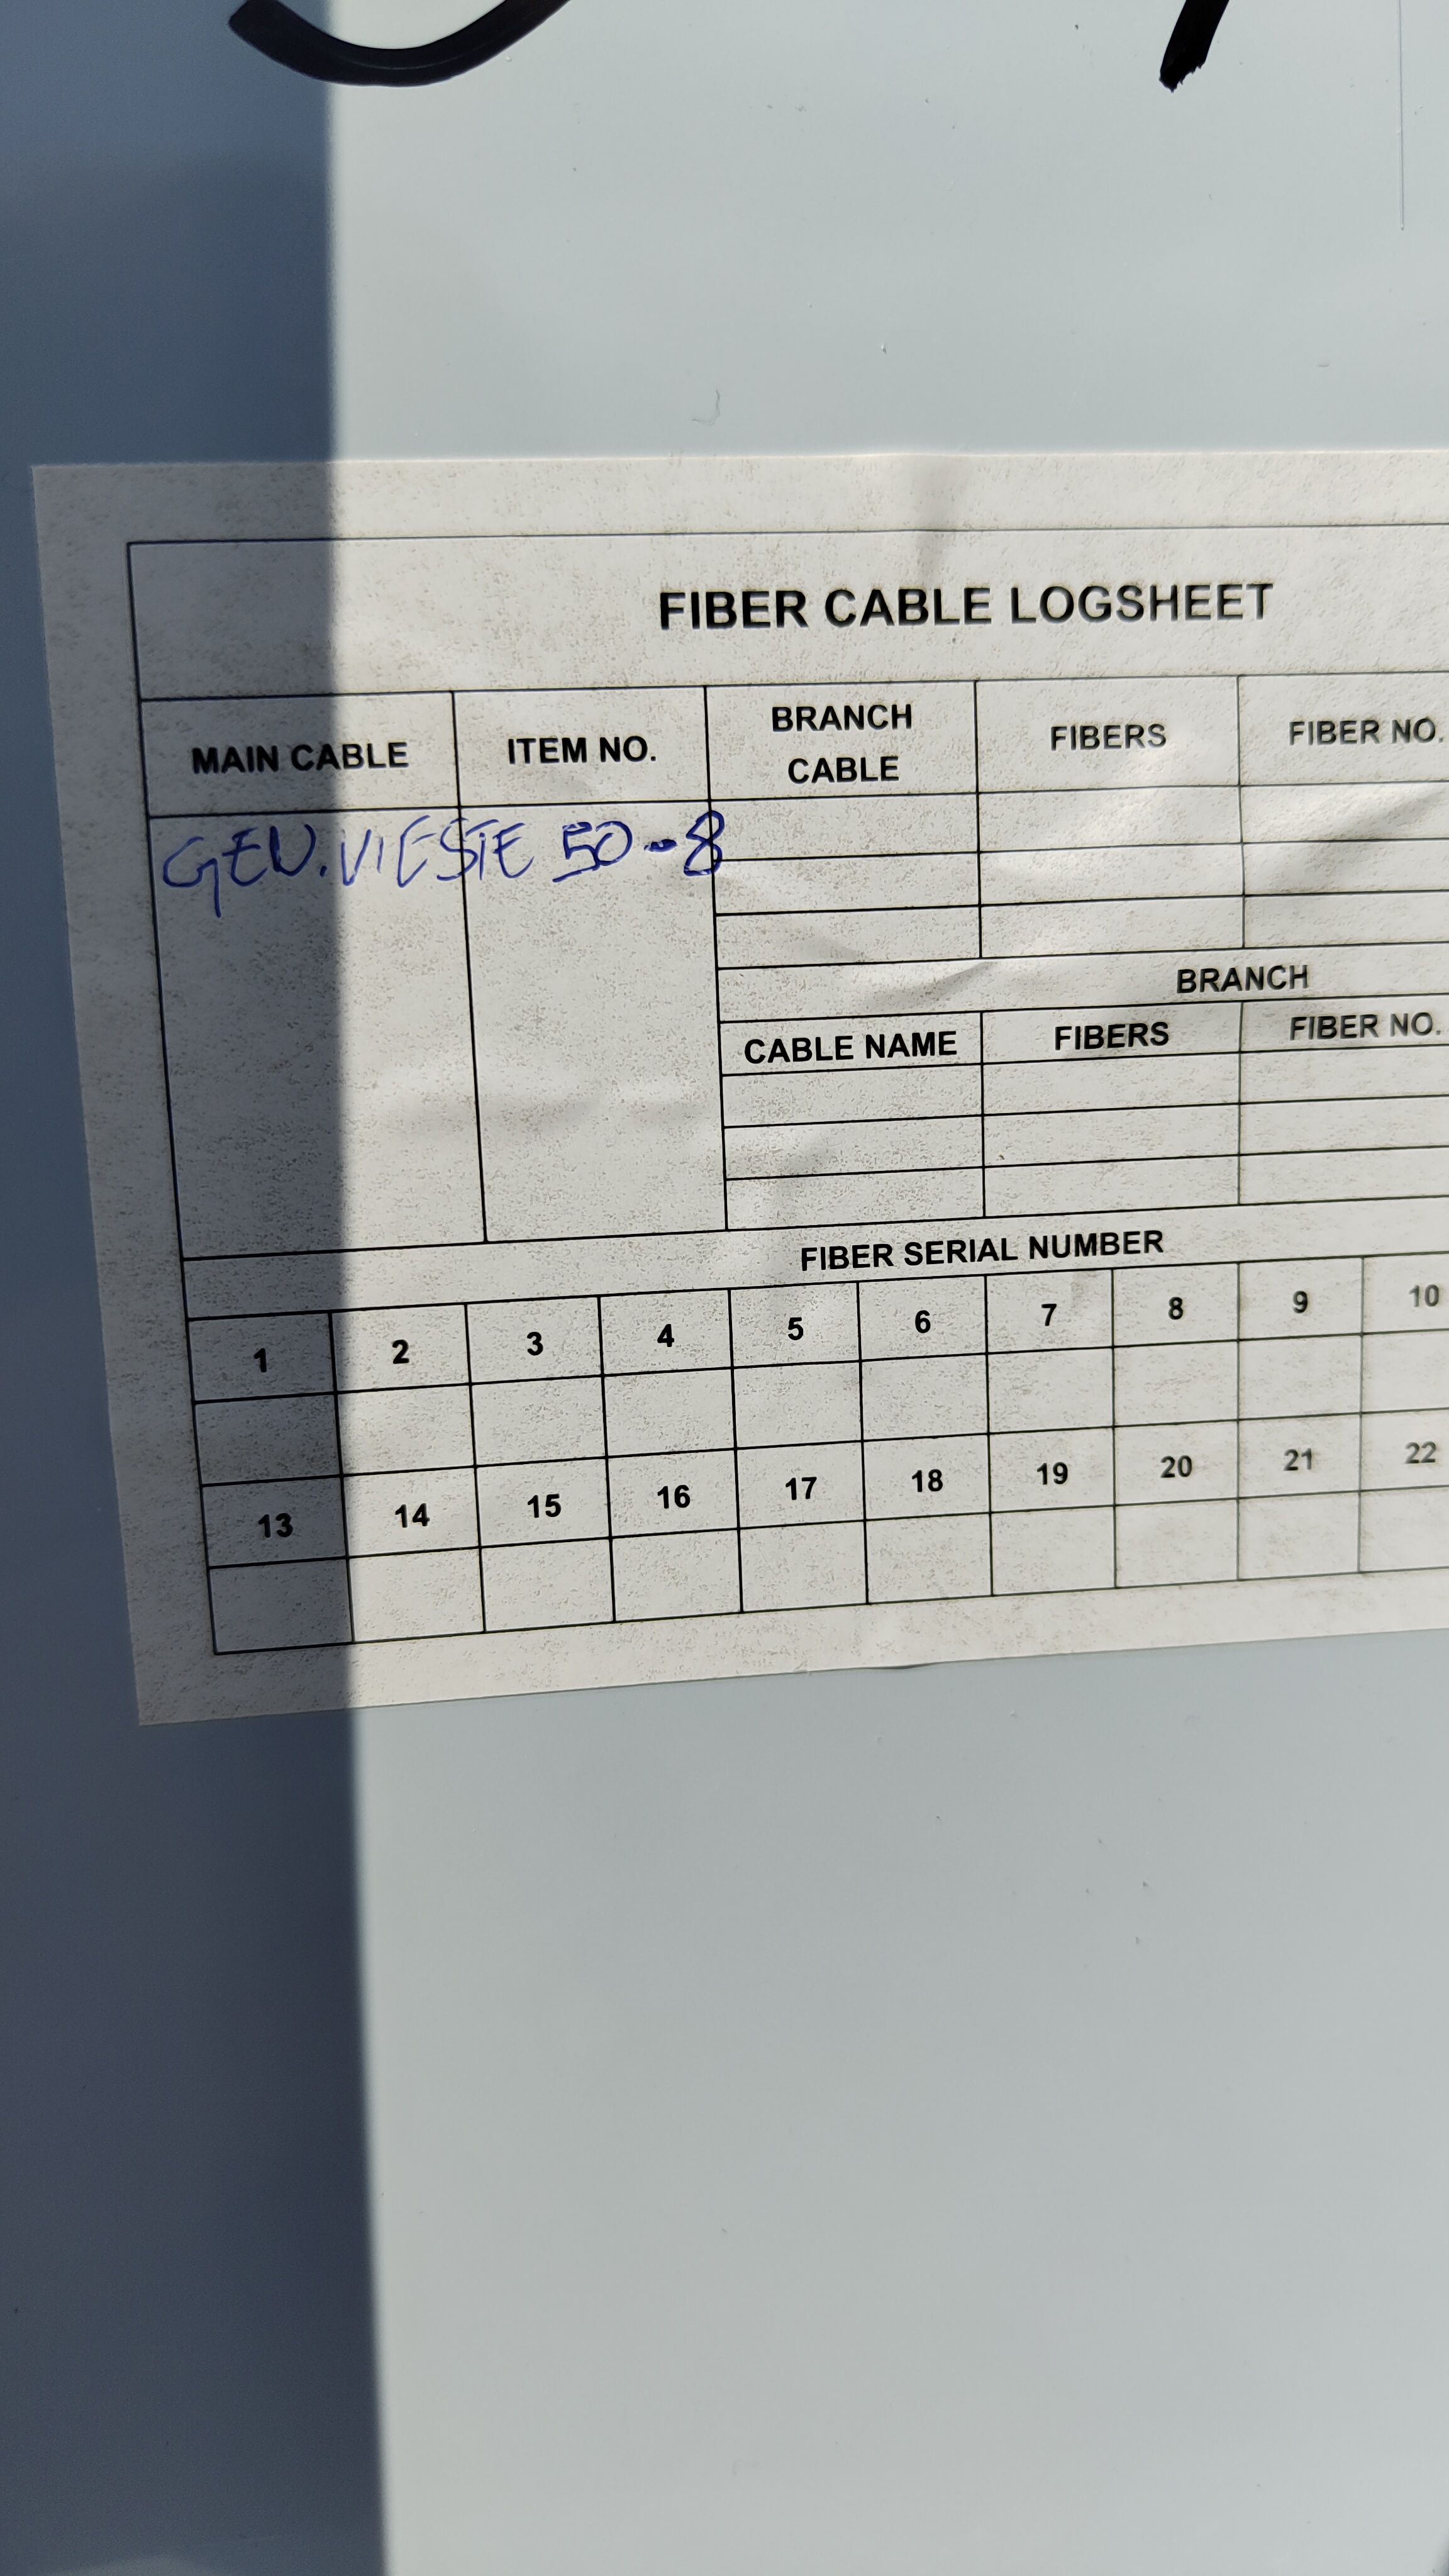 FIBER CABLE LOGSHEET
MAIN CABLE ITEM NO. BRANCH CABLE FIBERS FIBER NO.
GEN. VIESTE 50-8
BRANCH
CABLE NAME FIBERS FIBER NO.
FIBER SERIAL NUMBER
1 2 3 4 5 6 7 8 9 10
13 14 15 16 17 18 19 20 21 22